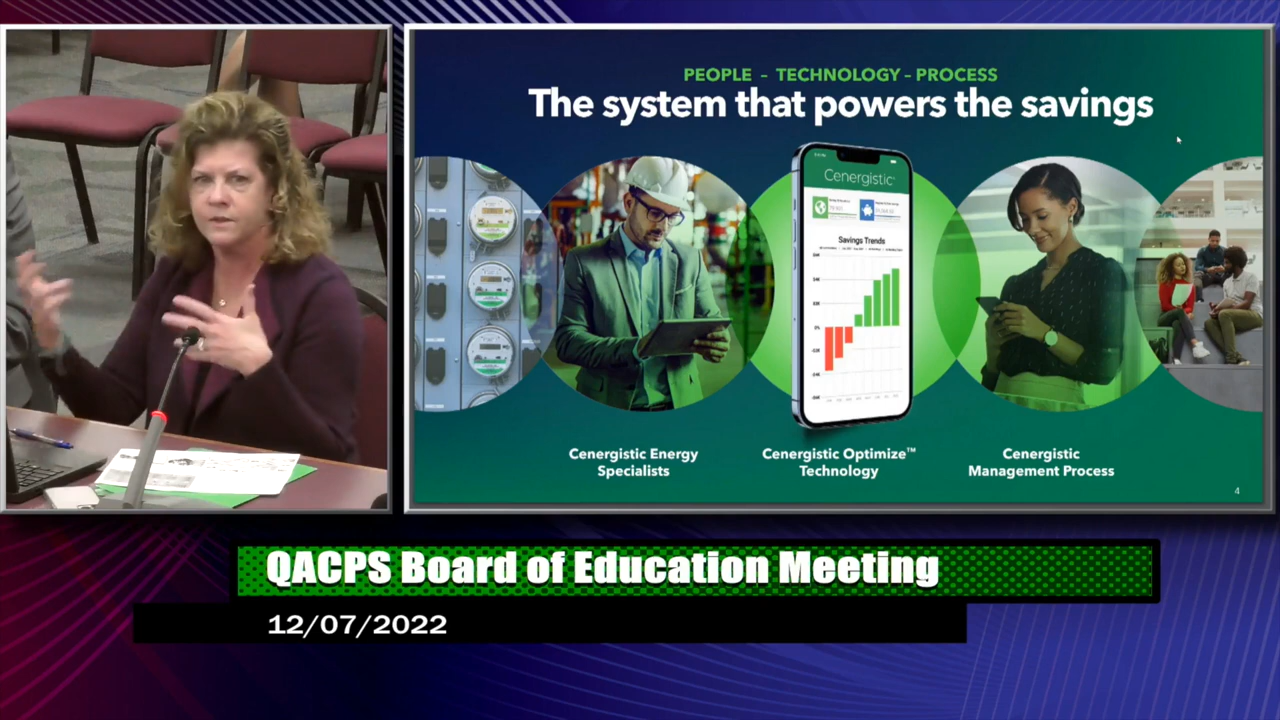 PEOPLE – TECHNOLOGY – PROCESS
The system that powers the savings
Cenergistic
Savings Trends
Cenergistic Energy
Specialists
Cenergistic Optimize™
Technology
Cenergistic
Management Process
4
QACPS Board of Education Meeting
12/07/2022